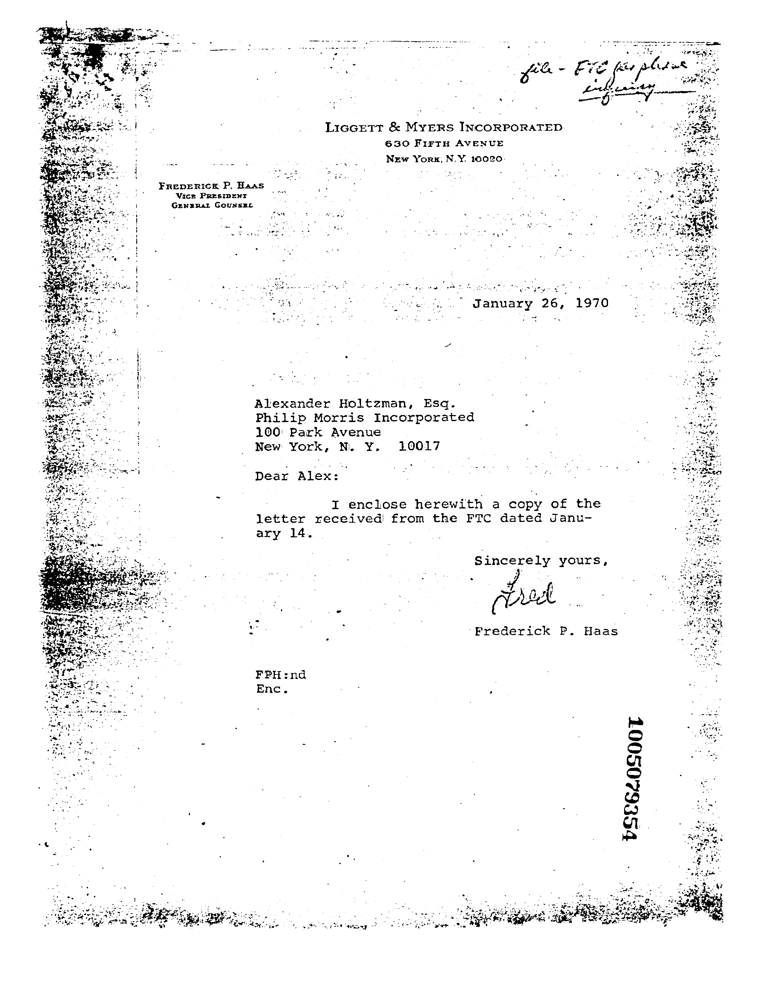 file - FTC
inquiry
LIGGETT & MYERS INCORPORATED
630 FIFTH AVENUE
NEW YORK, N.Y. 10020
FREDERICK P. HAAS
VICE PRESIDENT
GENERAL COUNSEL
January 26, 1970
Alexander Holtzman, Esq.
Philip Morris Incorporated
100 Park Avenue
New York, N. Y. 10017
Dear Alex:
I enclose herewith a copy of the
letter received from the FTC dated Janu-
ary 14.
Sincerely yours,
Fred
Frederick P. Haas
FPH:nd
Enc.
1005079354